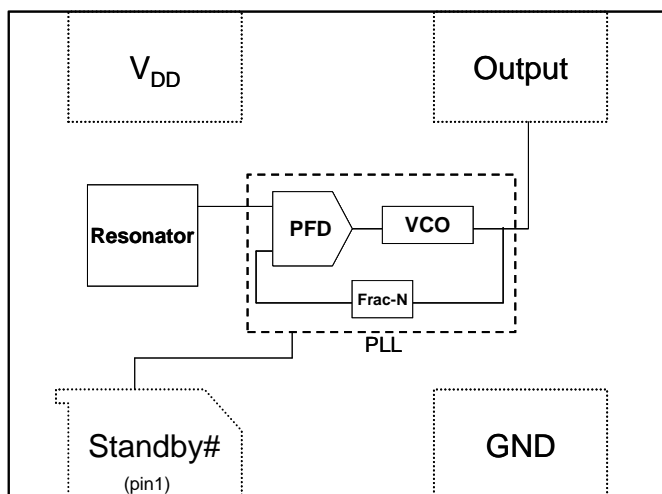 VDD
Output
Resonator
PFD
VCO
Frac-N
PLL
Standby#
(pin1)
GND